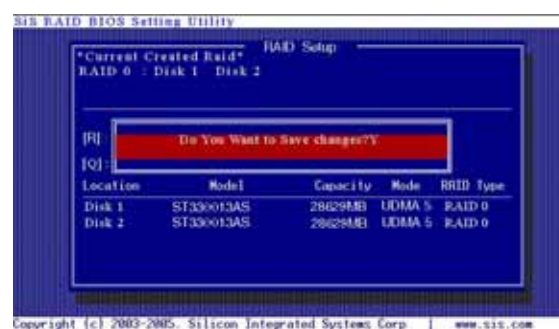 SiS RAID BIOS Setting Utility
RAID Setup
*Current Created Raid*
RAID 0 : Disk 1 Disk 2
[R]
Do You Want to Save changes?Y
[Q]:
Location Model Capacity Mode RRID Type
Disk 1 ST330013AS 28629MB UDMA 5 RAID 0
Disk 2 ST330013AS 28629MB UDMA 5 RAID 0
Copyright (c) 2003-2005. Silicon Integrated Systems Corp | www.sis.com